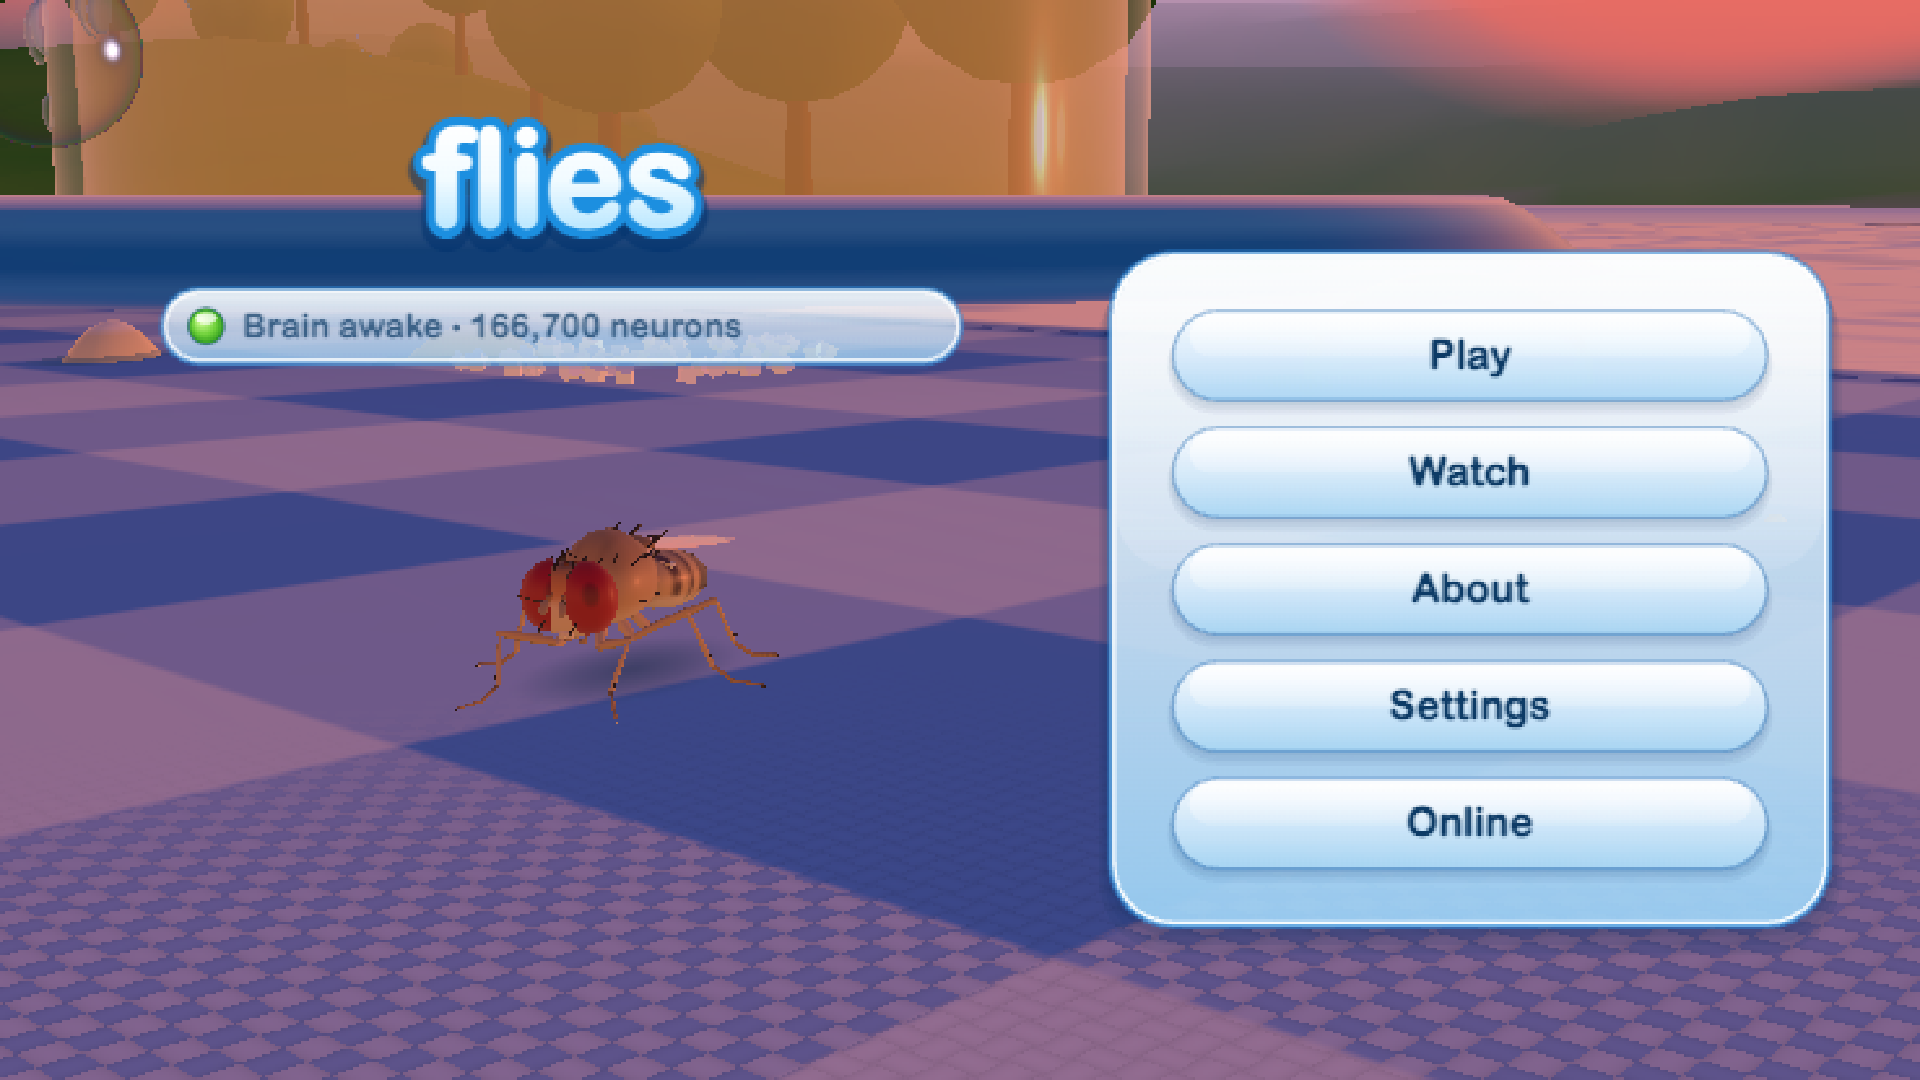 flies
Brain awake · 166,700 neurons
Play
Watch
About
Settings
Online